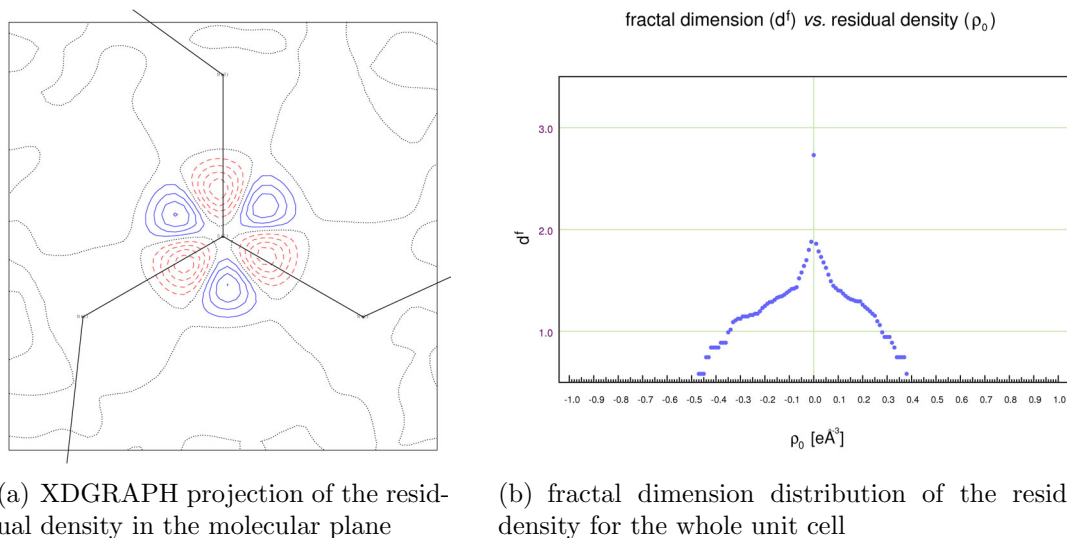 fractal dimension (dᶠ) vs. residual density (ρ₀)
3.0
2.0
dᶠ
1.0
-1.0 -0.9 -0.8 -0.7 -0.6 -0.5 -0.4 -0.3 -0.2 -0.1 0.0 0.1 0.2 0.3 0.4 0.5 0.6 0.7 0.8 0.9 1.0
ρ₀ [eÅ⁻³]
(a) XDGRAPH projection of the resid-
ual density in the molecular plane
(b) fractal dimension distribution of the resid
density for the whole unit cell